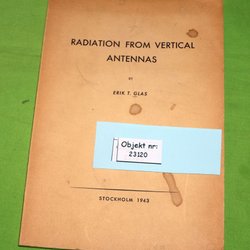 RADIATION FROM VERTICAL
ANTENNAS
BY
ERIK T. GLAS
Objekt nr:
23120
STOCKHOLM 1943